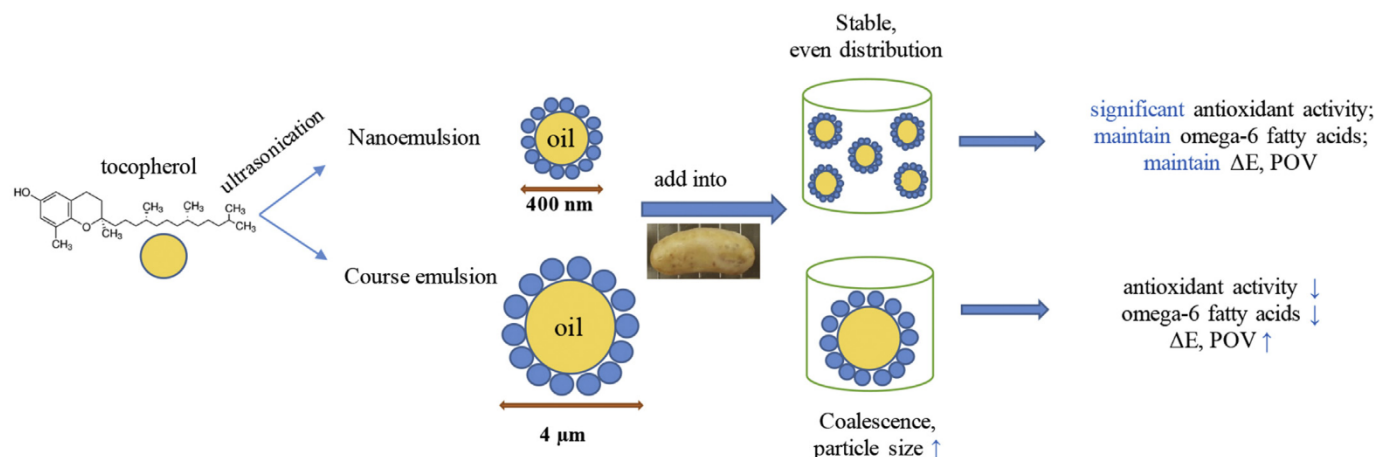 tocopherol
HO
CH₃
O
CH₃
CH₃
CH₃
CH₃
CH₃
ultrasonication
Nanoemulsion
oil
400 nm
Course emulsion
oil
4 μm
add into
Stable,
even distribution
Coalescence,
particle size ↑
significant antioxidant activity;
maintain omega-6 fatty acids;
maintain ΔE, POV
antioxidant activity ↓
omega-6 fatty acids ↓
ΔE, POV ↑